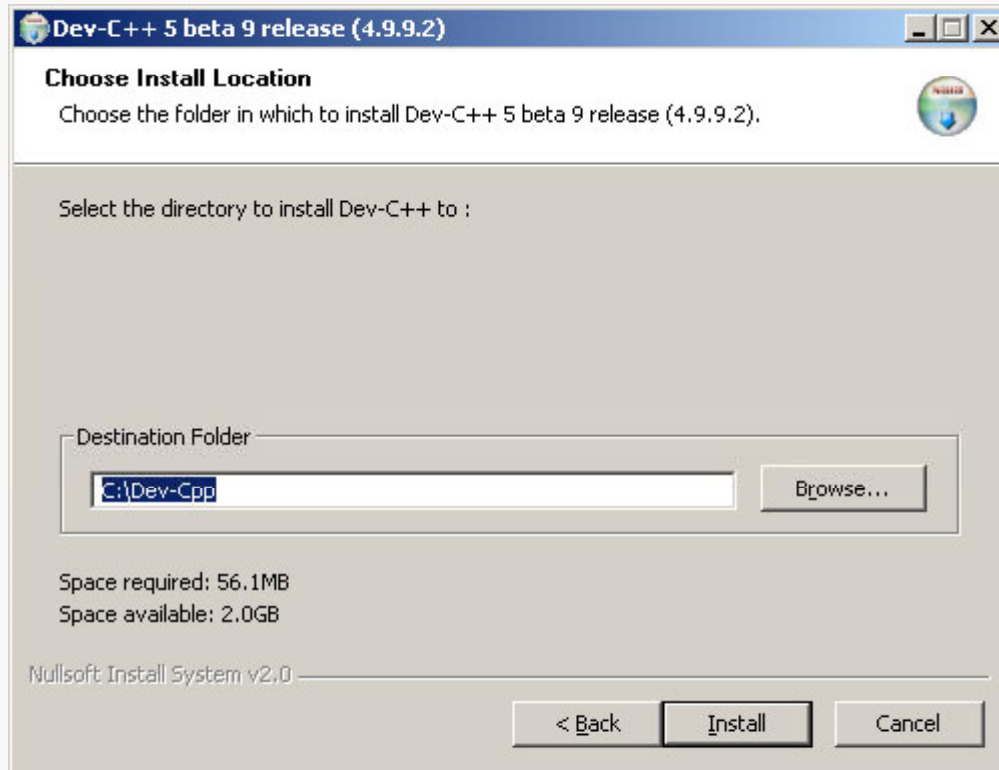 Dev-C++ 5 beta 9 release (4.9.9.2)
Choose Install Location
Choose the folder in which to install Dev-C++ 5 beta 9 release (4.9.9.2).
Select the directory to install Dev-C++ to :
Destination Folder
C:\Dev-Cpp
Browse...
Space required: 56.1MB
Space available: 2.0GB
Nullsoft Install System v2.0
< Back
Install
Cancel